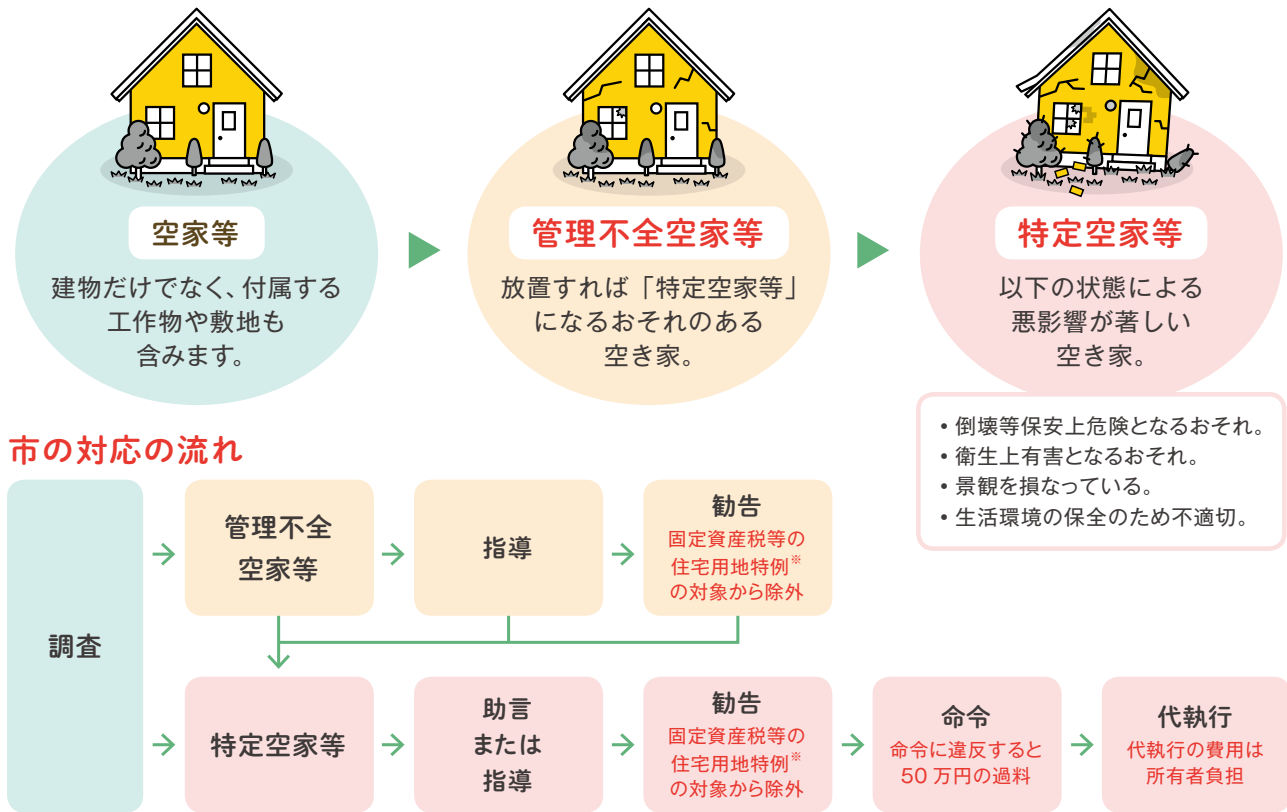 空家等
建物だけでなく、付属する
工作物や敷地も
含みます。
管理不全空家等
放置すれば「特定空家等」
になるおそれのある
空き家。
特定空家等
以下の状態による
悪影響が著しい
空き家。
・倒壊等保安上危険となるおそれ。
・衛生上有害となるおそれ。
・景観を損なっている。
・生活環境の保全のため不適切。
市の対応の流れ
調査
管理不全
空家等
指導
勧告
固定資産税等の
住宅用地特例※
の対象から除外
特定空家等
助言
または
指導
勧告
固定資産税等の
住宅用地特例※
の対象から除外
命令
命令に違反すると
50万円の過料
代執行
代執行の費用は
所有者負担